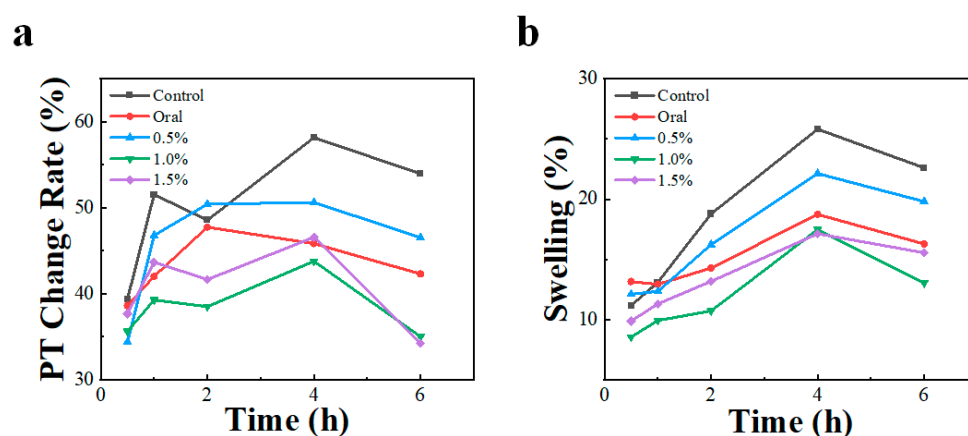 a
PT Change Rate (%)
60
50
40
30
Control
Oral
0.5%
1.0%
1.5%
0
2
4
6
Time (h)
b
Swelling (%)
30
20
10
Control
Oral
0.5%
1.0%
1.5%
0
2
4
6
Time (h)